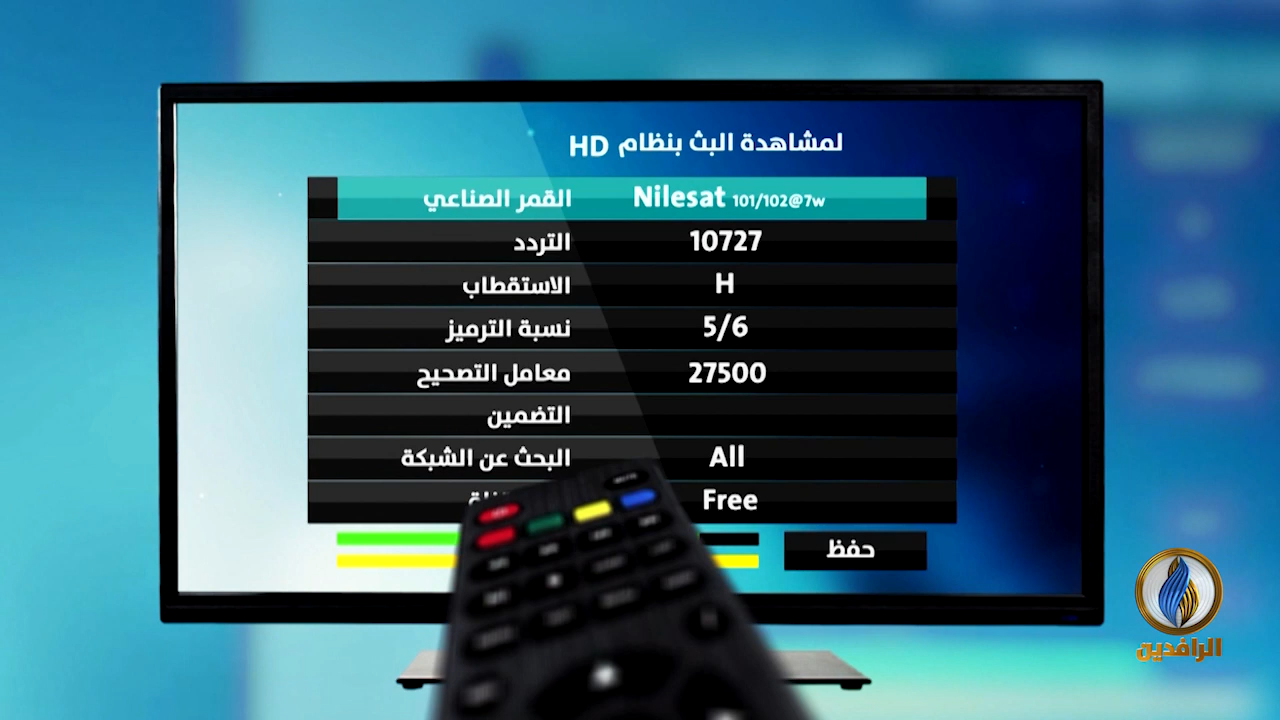 لمشاهدة البث بنظام HD
القمر الصناعي Nilesat 101/102@7w
التردد 10727
الاستقطاب H
نسبة الترميز 5/6
معامل التصحيح 27500
التضمين
البحث عن الشبكة All
Free
حفظ
الرافدين